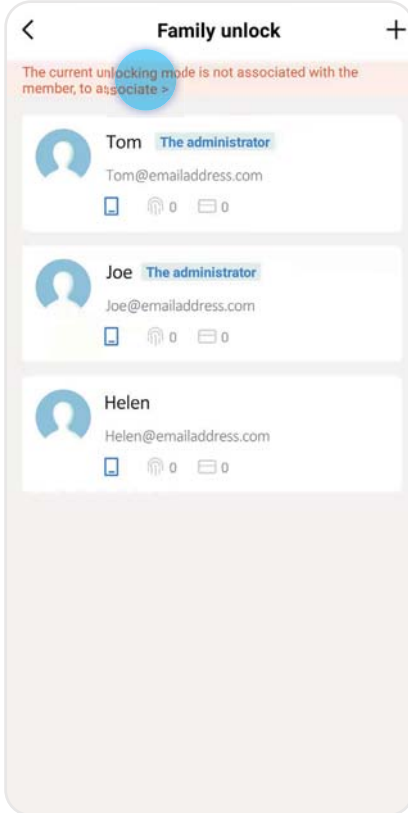 Family unlock
The current unlocking mode is not associated with the
member, to associate >
Tom The administrator
Tom@emailaddress.com
0 0
Joe The administrator
Joe@emailaddress.com
0 0
Helen
Helen@emailaddress.com
0 0